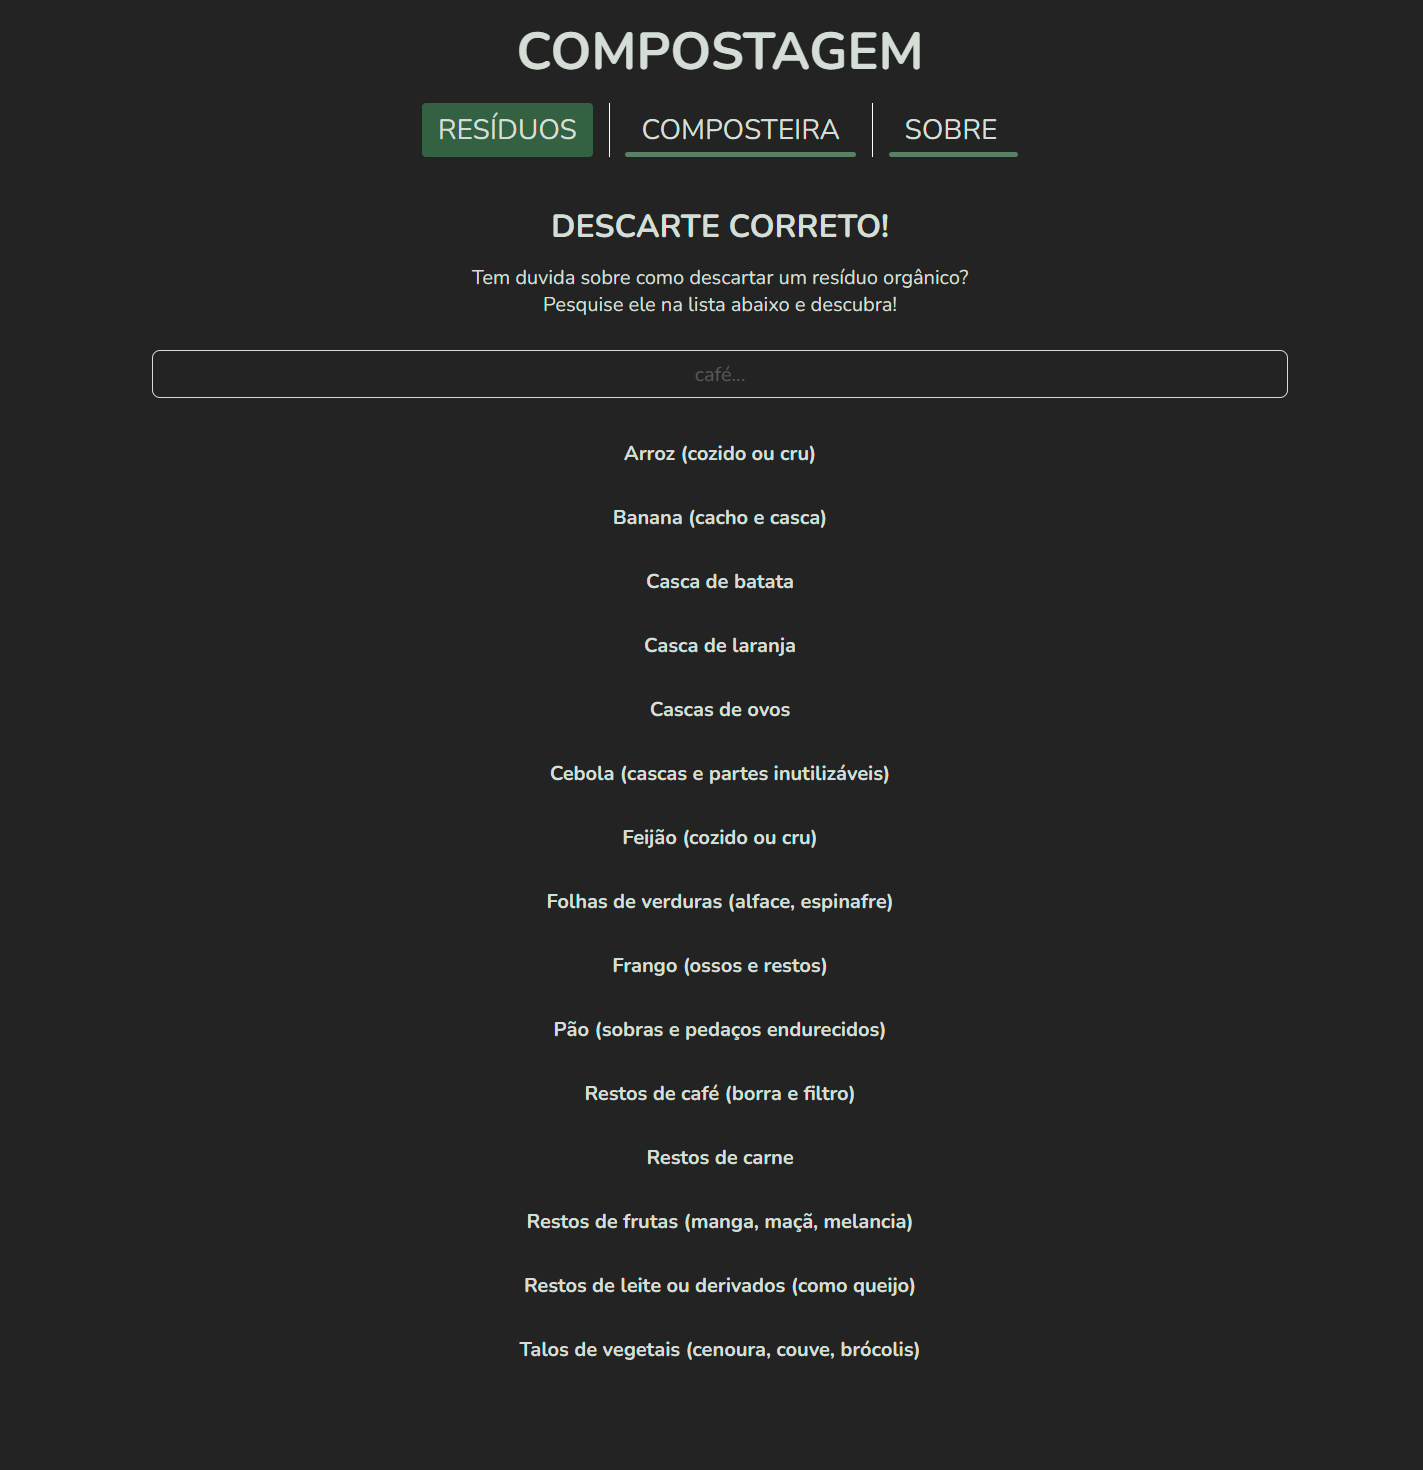 COMPOSTAGEM
RESÍDUOS COMPOSTEIRA SOBRE
DESCARTE CORRETO!
Tem duvida sobre como descartar um resíduo orgânico?
Pesquise ele na lista abaixo e descubra!
café...
Arroz (cozido ou cru)
Banana (cacho e casca)
Casca de batata
Casca de laranja
Cascas de ovos
Cebola (cascas e partes inutilizáveis)
Feijão (cozido ou cru)
Folhas de verduras (alface, espinafre)
Frango (ossos e restos)
Pão (sobras e pedaços endurecidos)
Restos de café (borra e filtro)
Restos de carne
Restos de frutas (manga, maçã, melancia)
Restos de leite ou derivados (como queijo)
Talos de vegetais (cenoura, couve, brócolis)